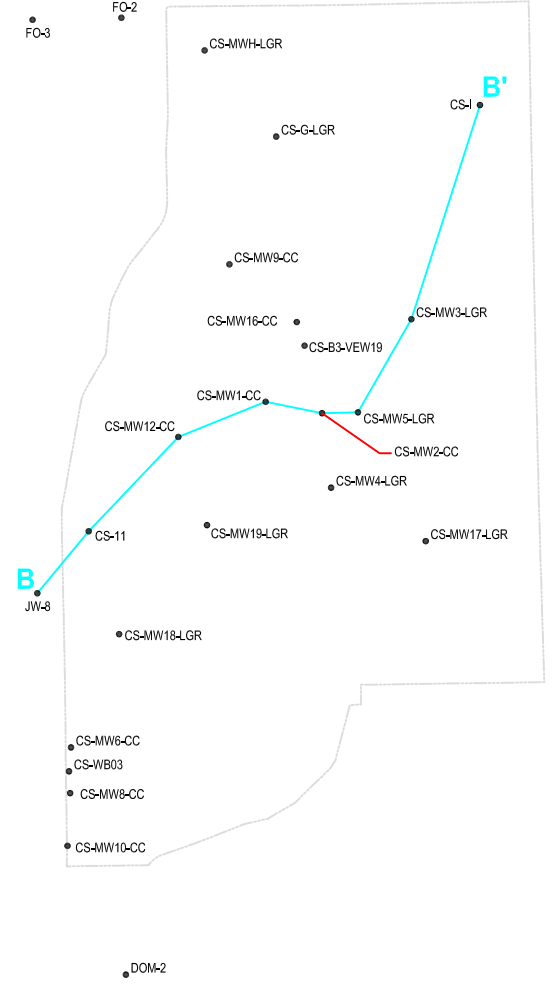 FO-2
FO-3
CS-MWH-LGR
B'
CS-I
CS-G-LGR
CS-MW9-CC
CS-MW3-LGR
CS-MW16-CC
CS-B3-VEW19
CS-MW1-CC
CS-MW5-LGR
CS-MW12-CC
CS-MW2-CC
CS-MW4-LGR
CS-MW19-LGR
CS-MW17-LGR
CS-11
B
JW-8
CS-MW18-LGR
CS-MW6-CC
CS-WB03
CS-MW8-CC
CS-MW10-CC
DOM-2